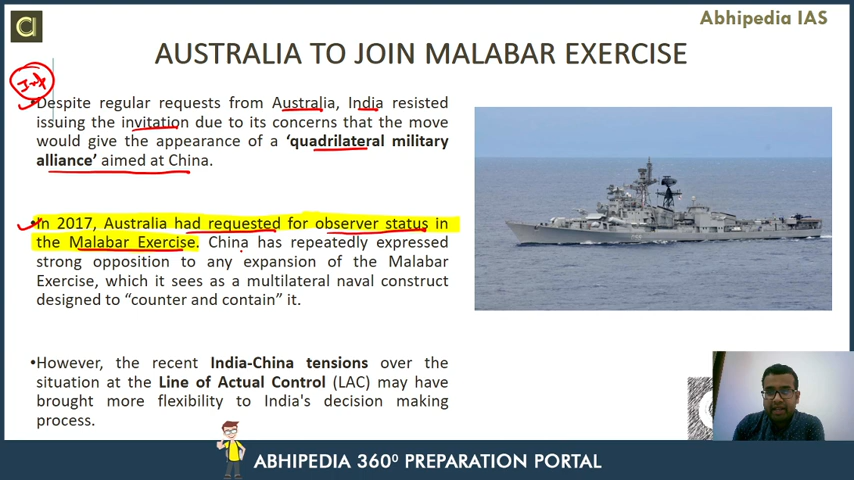 Abhipedia IAS
AUSTRALIA TO JOIN MALABAR EXERCISE
•Despite regular requests from Australia, India resisted
issuing the invitation due to its concerns that the move
would give the appearance of a ‘quadrilateral military
alliance’ aimed at China.
•In 2017, Australia had requested for observer status in
the Malabar Exercise. China has repeatedly expressed
strong opposition to any expansion of the Malabar
Exercise, which it sees as a multilateral naval construct
designed to “counter and contain” it.
•However, the recent India-China tensions over the
situation at the Line of Actual Control (LAC) may have
brought more flexibility to India's decision making
process.
ABHIPEDIA 360⁰ PREPARATION PORTAL